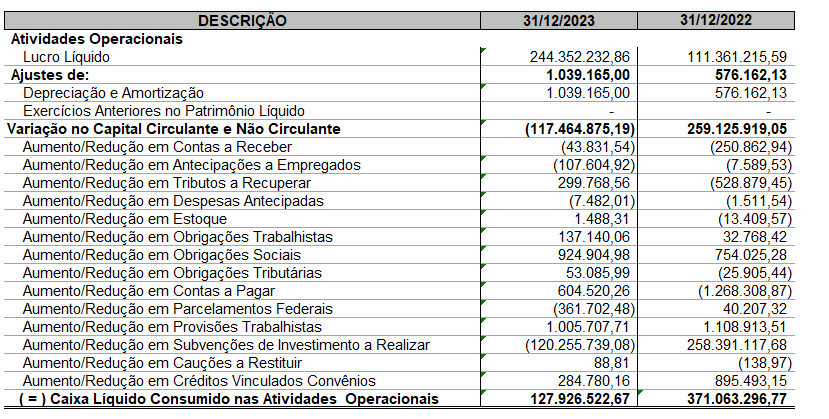 DESCRIÇÃO 31/12/2023 31/12/2022
Atividades Operacionais
Lucro Líquido 244.352.232,86 111.361.215,59
Ajustes de: 1.039.165,00 576.162,13
Depreciação e Amortização 1.039.165,00 576.162,13
Exercícios Anteriores no Patrimônio Líquido - -
Variação no Capital Circulante e Não Circulante (117.464.875,19) 259.125.919,05
Aumento/Redução em Contas a Receber (43.831,54) (250.862,94)
Aumento/Redução em Antecipações a Empregados (107.604,92) (7.589,53)
Aumento/Redução em Tributos a Recuperar 299.768,56 (528.879,45)
Aumento/Redução em Despesas Antecipadas (7.482,01) (1.511,54)
Aumento/Redução em Estoque 1.488,31 (13.409,57)
Aumento/Redução em Obrigações Trabalhistas 137.140,06 32.768,42
Aumento/Redução em Obrigações Sociais 924.904,98 754.025,28
Aumento/Redução em Obrigações Tributárias 53.085,99 (25.905,44)
Aumento/Redução em Contas a Pagar 604.520,26 (1.268.308,87)
Aumento/Redução em Parcelamentos Federais (361.702,48) 40.207,32
Aumento/Redução em Provisões Trabalhistas 1.005.707,71 1.108.913,51
Aumento/Redução em Subvenções de Investimento a Realizar (120.255.739,08) 258.391.117,68
Aumento/Redução em Cauções a Restituir 88,81 (138,97)
Aumento/Redução em Créditos Vinculados Convênios 284.780,16 895.493,15
( = ) Caixa Líquido Consumido nas Atividades Operacionais 127.926.522,67 371.063.296,77